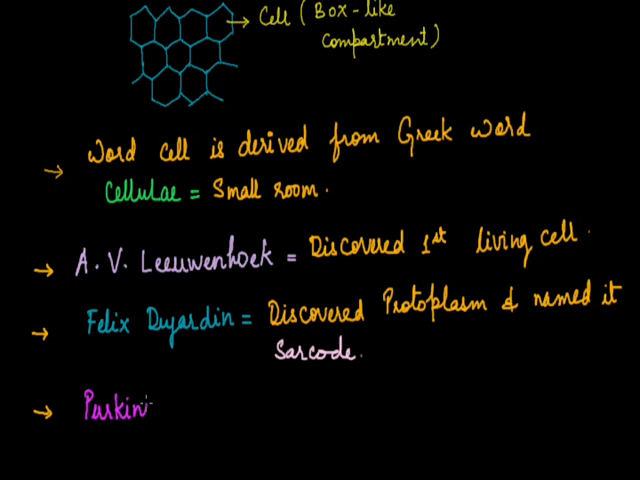 Cell (Box-like
compartment)
→ Word cell is derived from Greek word
Cellulae = Small room.
→ A. V. Leeuwenhoek = Discovered 1st living cell.
→ Felix Dujardin = Discovered Protoplasm & named it
Sarcode.
→ Purkin